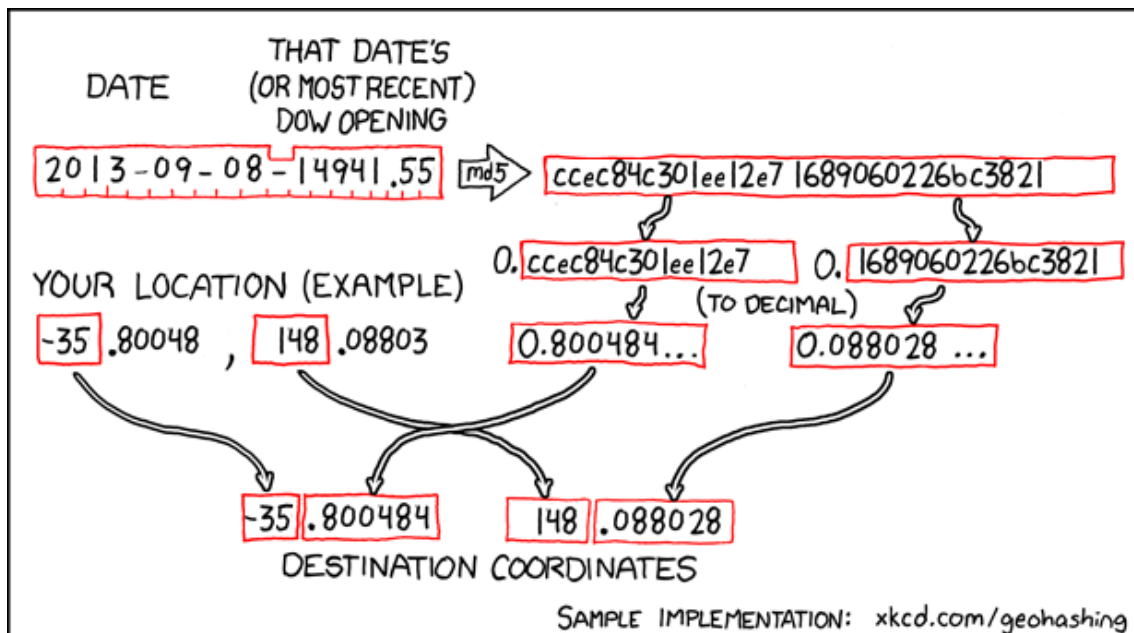 DATE
THAT DATE'S
(OR MOST RECENT)
DOW OPENING
2013-09-08-14941.55
md5
ccec84c301ee12e7 1689060226bc3821
0.ccec84c301ee12e7
0.1689060226bc3821
(TO DECIMAL)
YOUR LOCATION (EXAMPLE)
-35.80048, 148.08803
0.800484...
0.088028...
-35.800484
148.088028
DESTINATION COORDINATES
SAMPLE IMPLEMENTATION: xkcd.com/geohashing